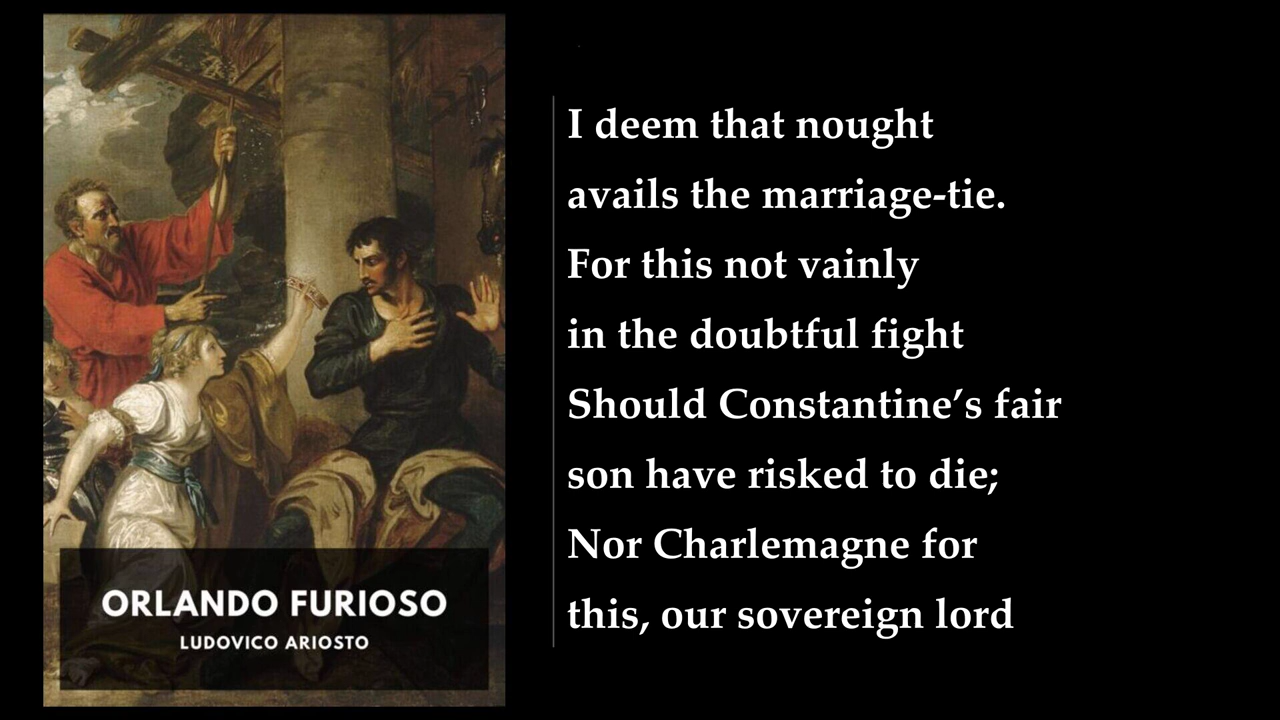 ORLANDO FURIOSO
LUDOVICO ARIOSTO
I deem that nought
avails the marriage-tie.
For this not vainly
in the doubtful fight
Should Constantine’s fair
son have risked to die;
Nor Charlemagne for
this, our sovereign lord